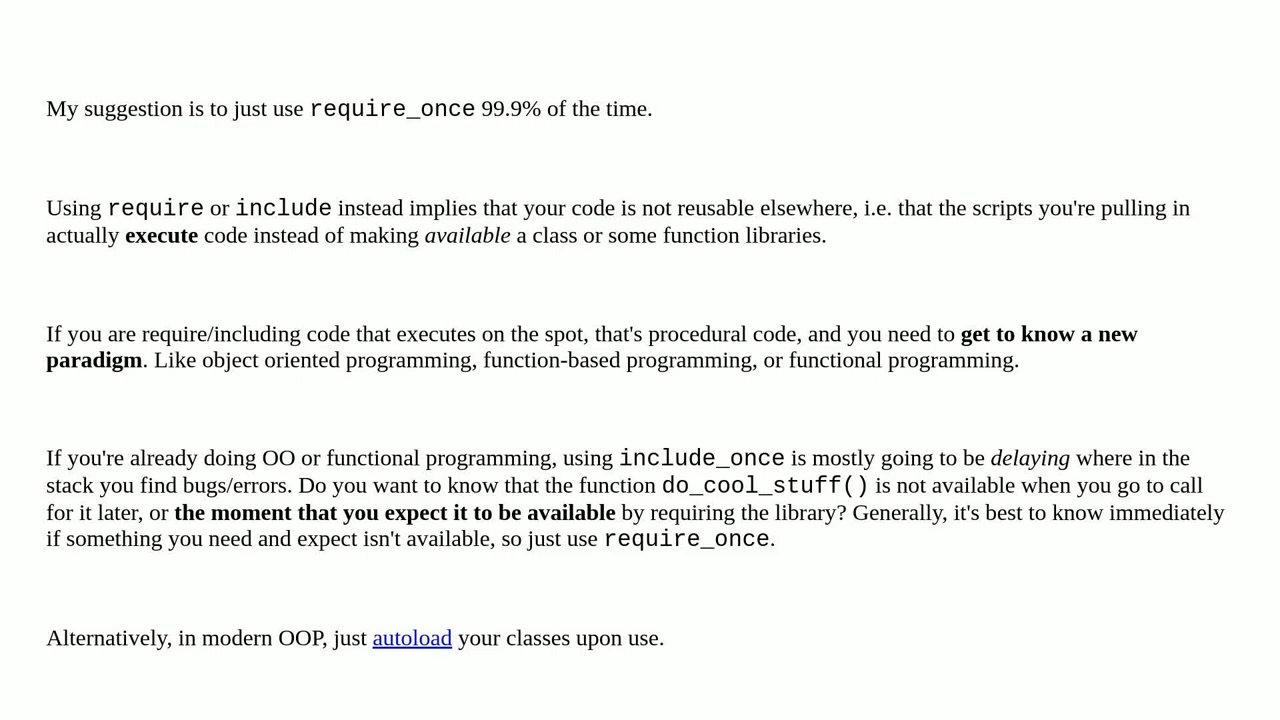 My suggestion is to just use require_once 99.9% of the time.
Using require or include instead implies that your code is not reusable elsewhere, i.e. that the scripts you're pulling in
actually execute code instead of making available a class or some function libraries.
If you are require/including code that executes on the spot, that's procedural code, and you need to get to know a new
paradigm. Like object oriented programming, function-based programming, or functional programming.
If you're already doing OO or functional programming, using include_once is mostly going to be delaying where in the
stack you find bugs/errors. Do you want to know that the function do_cool_stuff() is not available when you go to call
for it later, or the moment that you expect it to be available by requiring the library? Generally, it's best to know immediately
if something you need and expect isn't available, so just use require_once.
Alternatively, in modern OOP, just autoload your classes upon use.